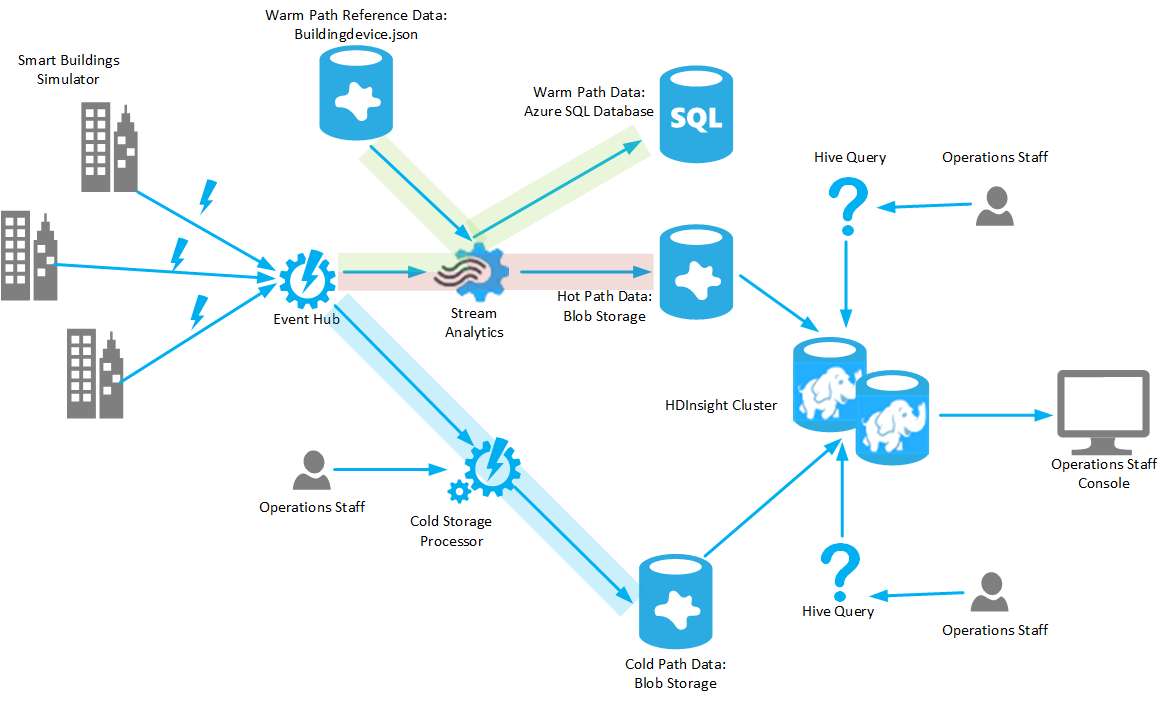 Warm Path Reference Data:
Buildingdevice.json
Smart Buildings
Simulator
Warm Path Data:
Azure SQL Database
SQL
Hive Query
Operations Staff
Event Hub
Stream
Analytics
Hot Path Data:
Blob Storage
HDInsight Cluster
Operations Staff
Console
Operations Staff
Cold Storage
Processor
Hive Query
Operations Staff
Cold Path Data:
Blob Storage